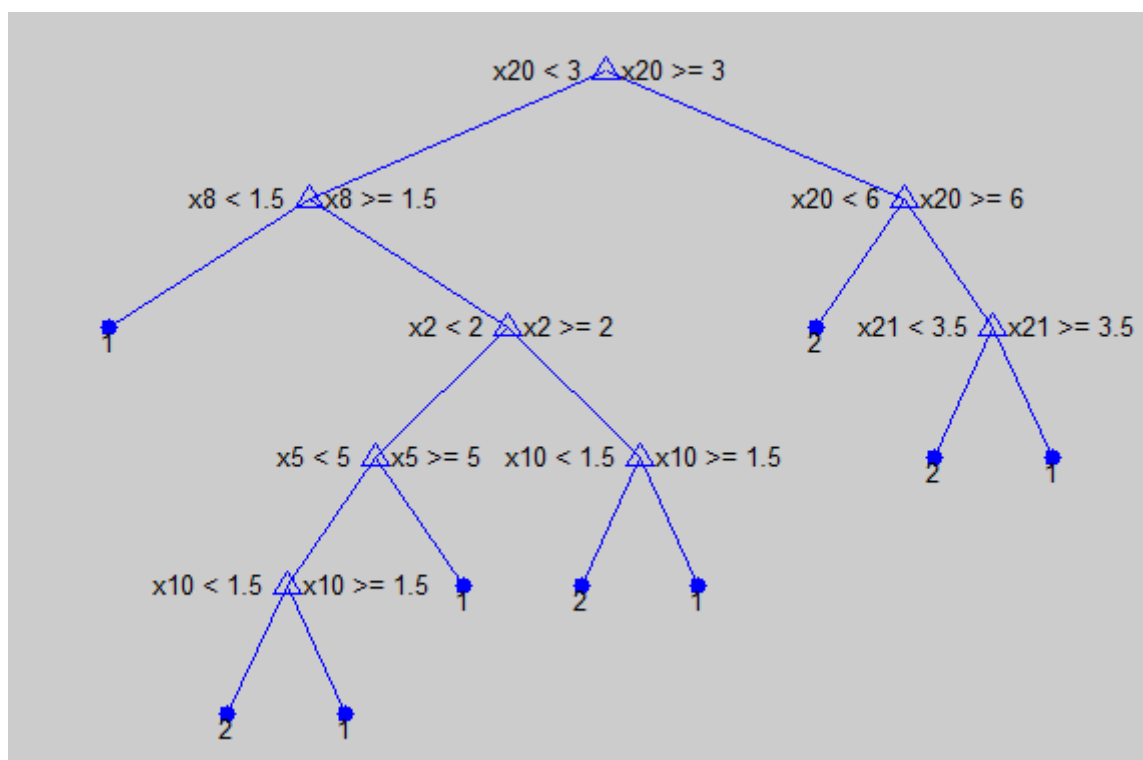 x20 < 3 x20 >= 3
x8 < 1.5 x8 >= 1.5 x20 < 6 x20 >= 6
1 x2 < 2 x2 >= 2 2 x21 < 3.5 x21 >= 3.5
x5 < 5 x5 >= 5 x10 < 1.5 x10 >= 1.5 2 1
x10 < 1.5 x10 >= 1.5 1 2 1
2 1